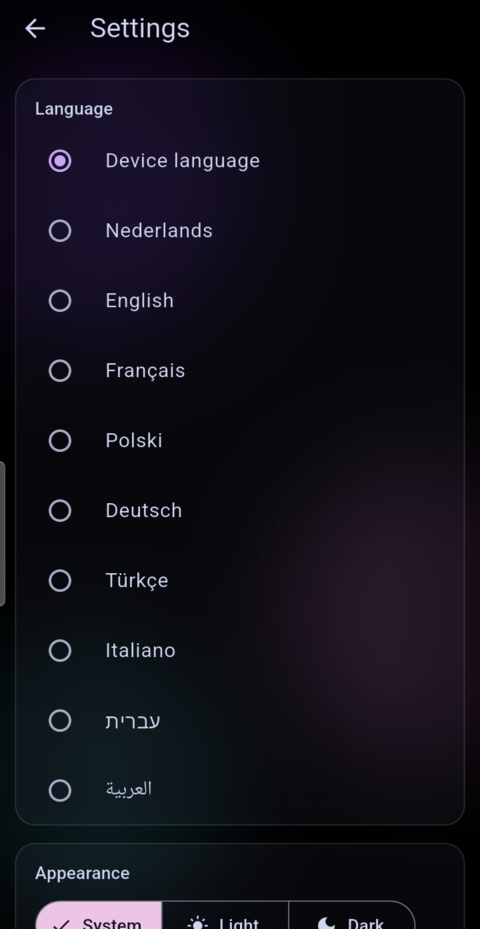 Settings
Language
Device language
Nederlands
English
Français
Polski
Deutsch
Türkçe
Italiano
עברית
العربية
Appearance
System Light Dark